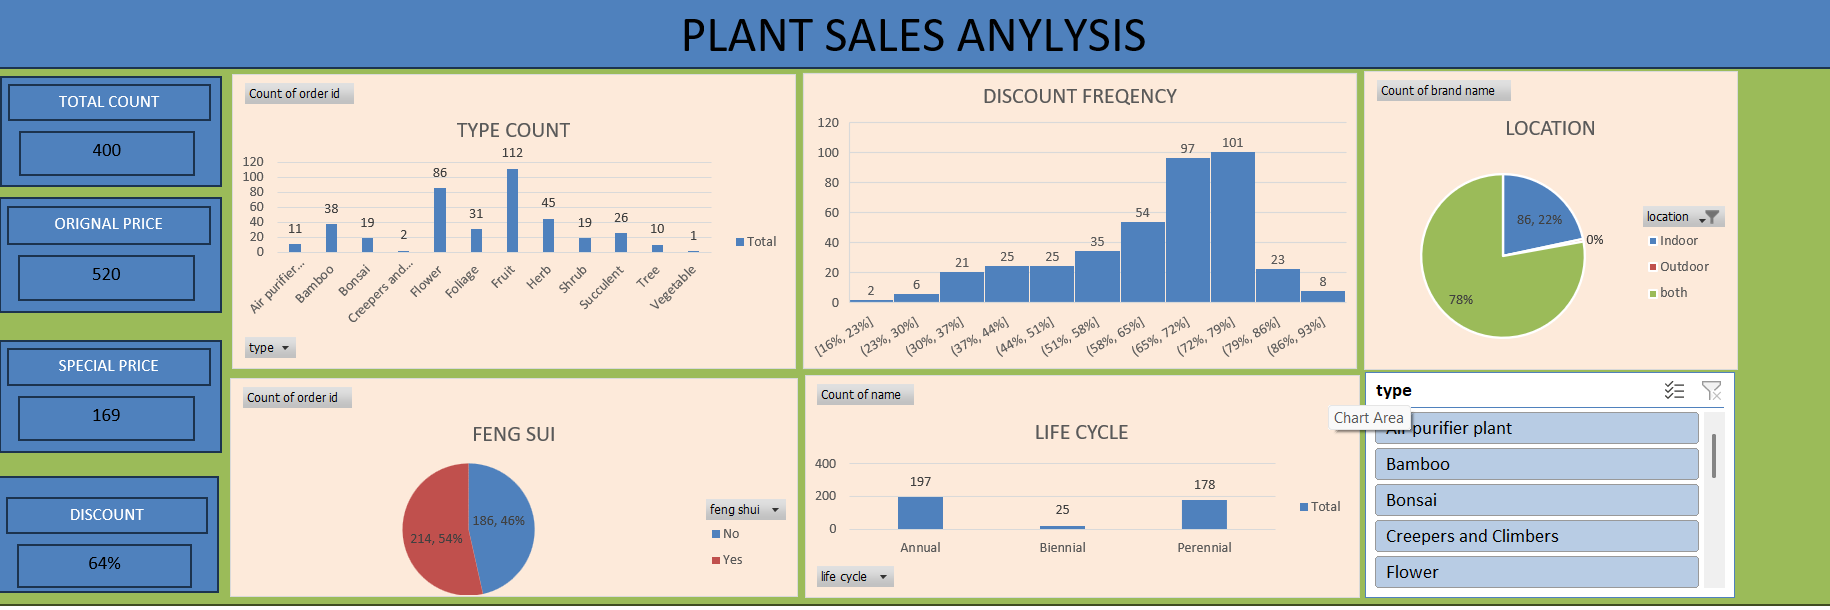 PLANT SALES ANYLYSIS
TOTAL COUNT
400
ORIGNAL PRICE
520
SPECIAL PRICE
169
DISCOUNT
64%
Count of order id
TYPE COUNT
120
100
80
60
40
20
0
11
38
19
2
86
31
112
45
19
26
10
1
Air purifier...
Bamboo
Bonsai
Creepers and...
Flower
Foliage
Fruit
Herb
Shrub
Succulent
Tree
Vegetable
Total
type
DISCOUNT FREQENCY
120
100
80
60
40
20
0
2
6
21
25
25
35
54
97
101
23
8
[16%, 23%]
(23%, 30%]
(30%, 37%]
(37%, 44%]
(44%, 51%]
(51%, 58%]
(58%, 65%]
(65%, 72%]
(72%, 79%]
(79%, 86%]
(86%, 93%]
Count of brand name
LOCATION
86, 22%
0%
78%
location
Indoor
Outdoor
both
Count of order id
FENG SUI
186, 46%
214, 54%
feng shui
No
Yes
Count of name
LIFE CYCLE
400
200
0
197
25
178
Annual
Biennial
Perennial
Total
life cycle
type
Chart Area
Air purifier plant
Bamboo
Bonsai
Creepers and Climbers
Flower